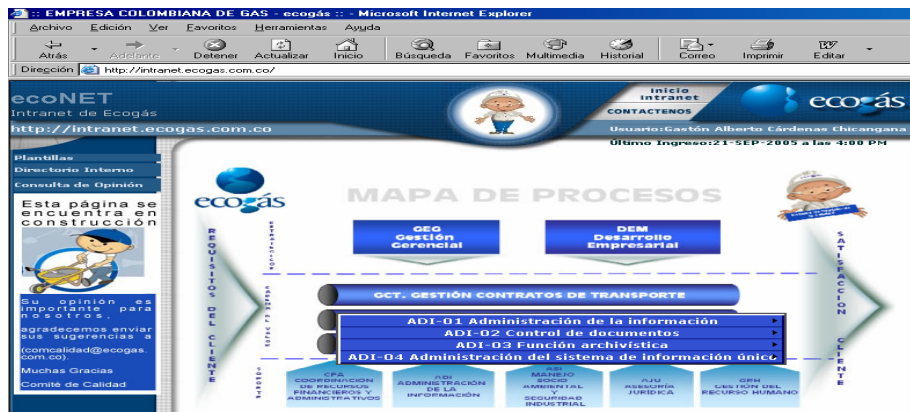 :: EMPRESA COLOMBIANA DE GAS - ecogás :: - Microsoft Internet Explorer
Archivo Edición Ver Favoritos Herramientas Ayuda
Atrás Adelante Detener Actualizar Inicio Búsqueda Favoritos Multimedia Historial Correo Imprimir Editar
Dirección http://intranet.ecogas.com.co/
ecoNET
Intranet de Ecogás
http://intranet.ecogas.com.co
Inicio
Intranet
CONTACTENOS
ecogás
Usuario:Gastón Alberto Cárdenas Chicangana
Último Ingreso:21-SEP-2005 a las 4:00 PM
Plantillas
Directorio Interno
Consulta de Opinión
Esta página se
encuentra en
construcción
Su opinión es
importante para
nosotros,
agradecemos enviar
sus sugerencias a
(comcalidad@ecogas.
com.co).
Muchas Gracias
Comité de Calidad
ecogás
MAPA DE PROCESOS
REQUISITOS DEL CLIENTE
GEG
Gestión
Gerencial
DEM
Desarrollo
Empresarial
SATISFACCION CLIENTE
GCT. GESTIÓN CONTRATOS DE TRANSPORTE
ADI-01 Administración de la información
ADI-02 Control de documentos
ADI-03 Función archivística
ADI-04 Administración del sistema de información único
CFA
COORDINACIÓN
DE RECURSOS
FINANCIEROS Y
ADMINISTRATIVOS
ADI
ADMINISTRACIÓN
DE LA
INFORMACIÓN
MANEJO
SOCIO
AMBIENTAL
Y
SEGURIDAD
INDUSTRIAL
AJU
ASESORÍA
JURÍDICA
GRH
GESTIÓN DEL
RECURSO HUMANO